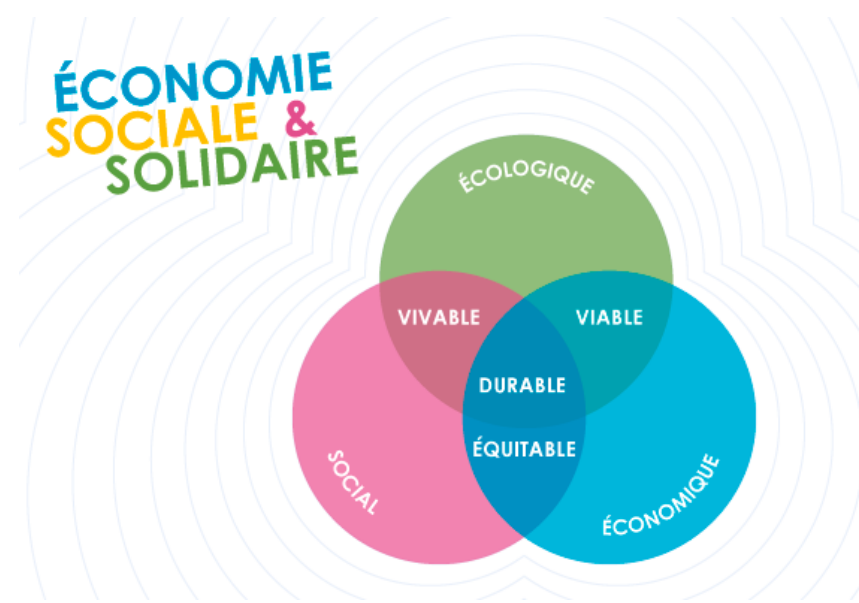 ÉCONOMIE
SOCIALE &
SOLIDAIRE
ÉCOLOGIQUE
VIVABLE
VIABLE
DURABLE
ÉQUITABLE
SOCIAL
ÉCONOMIQUE